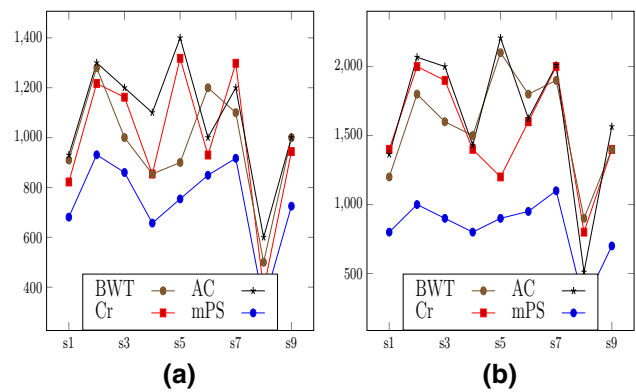 1,400
1,200
1,000
800
600
400
BWT AC
Cr mPS
s1 s3 s5 s7 s9
(a)
2,000
1,500
1,000
500
BWT AC
Cr mPS
s1 s3 s5 s7 s9
(b)